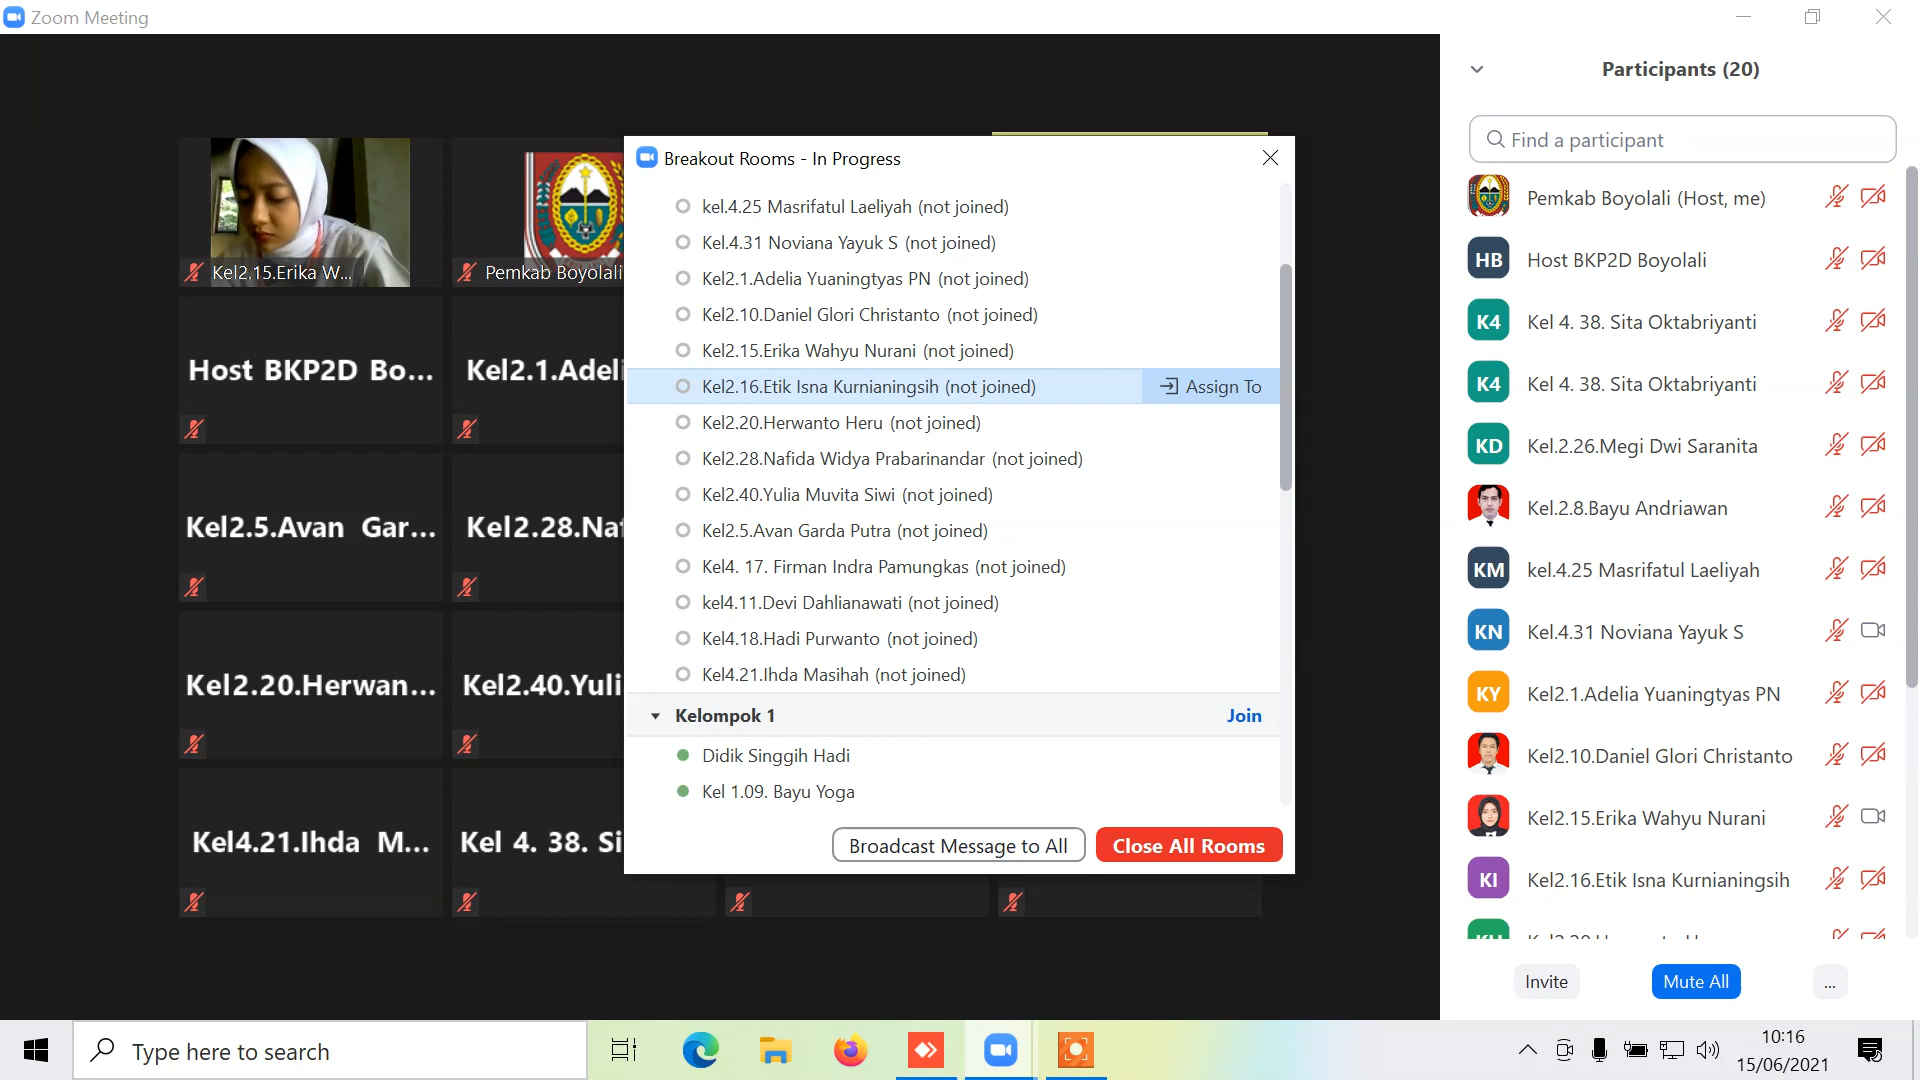 Zoom Meeting
Kel2.15.Erika W...
Pemkab Boyolali
Host BKP2D Bo...
Kel2.1.Adeli
Kel2.5.Avan Gar...
Kel2.28.Naf
Kel2.20.Herwan...
Kel2.40.Yuli
Kel4.21.Ihda M...
Kel 4. 38. Si
Breakout Rooms - In Progress
kel.4.25 Masrifatul Laeliyah (not joined)
Kel.4.31 Noviana Yayuk S (not joined)
Kel2.1.Adelia Yuaningtyas PN (not joined)
Kel2.10.Daniel Glori Christanto (not joined)
Kel2.15.Erika Wahyu Nurani (not joined)
Kel2.16.Etik Isna Kurnianingsih (not joined) Assign To
Kel2.20.Herwanto Heru (not joined)
Kel2.28.Nafida Widya Prabarinandar (not joined)
Kel2.40.Yulia Muvita Siwi (not joined)
Kel2.5.Avan Garda Putra (not joined)
Kel4. 17. Firman Indra Pamungkas (not joined)
kel4.11.Devi Dahlianawati (not joined)
Kel4.18.Hadi Purwanto (not joined)
Kel4.21.Ihda Masihah (not joined)
Kelompok 1 Join
Didik Singgih Hadi
Kel 1.09. Bayu Yoga
Broadcast Message to All Close All Rooms
Participants (20)
Find a participant
Pemkab Boyolali (Host, me)
HB Host BKP2D Boyolali
K4 Kel 4. 38. Sita Oktabriyanti
K4 Kel 4. 38. Sita Oktabriyanti
KD Kel.2.26.Megi Dwi Saranita
Kel.2.8.Bayu Andriawan
KM kel.4.25 Masrifatul Laeliyah
KN Kel.4.31 Noviana Yayuk S
KY Kel2.1.Adelia Yuaningtyas PN
Kel2.10.Daniel Glori Christanto
Kel2.15.Erika Wahyu Nurani
KI Kel2.16.Etik Isna Kurnianingsih
Invite Mute All ...
Type here to search
10:16
15/06/2021